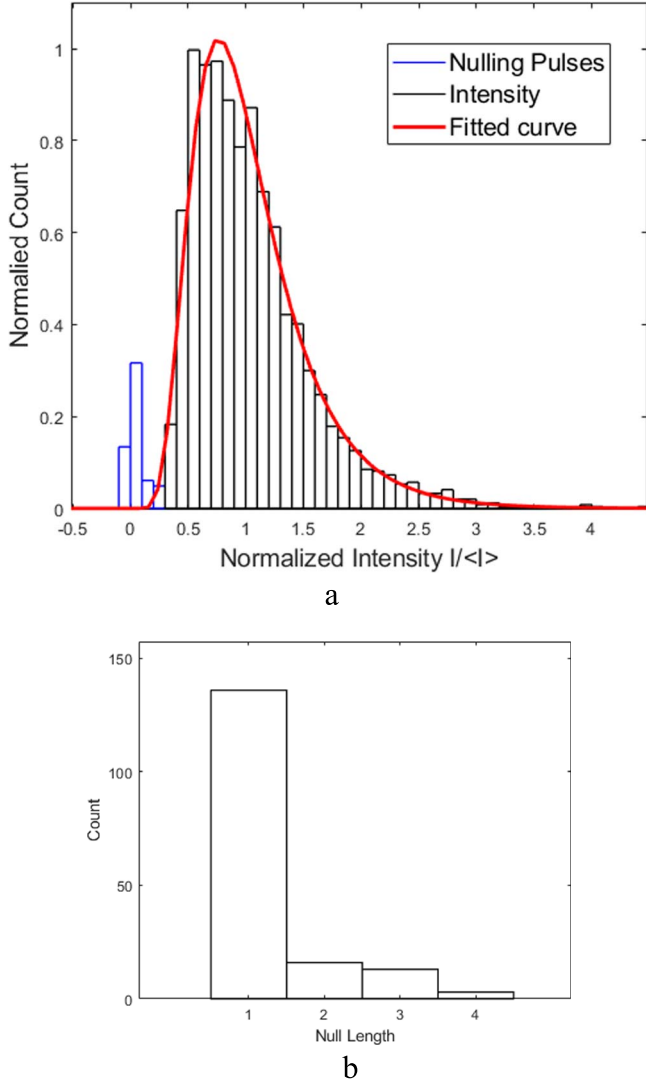 1
0.8
0.6
0.4
0.2
0
Normalied Count
Nulling Pulses
Intensity
Fitted curve
-0.5 0 0.5 1 1.5 2 2.5 3 3.5 4
Normalized Intensity I/<I>
a
150
100
50
0
Count
1 2 3 4
Null Length
b